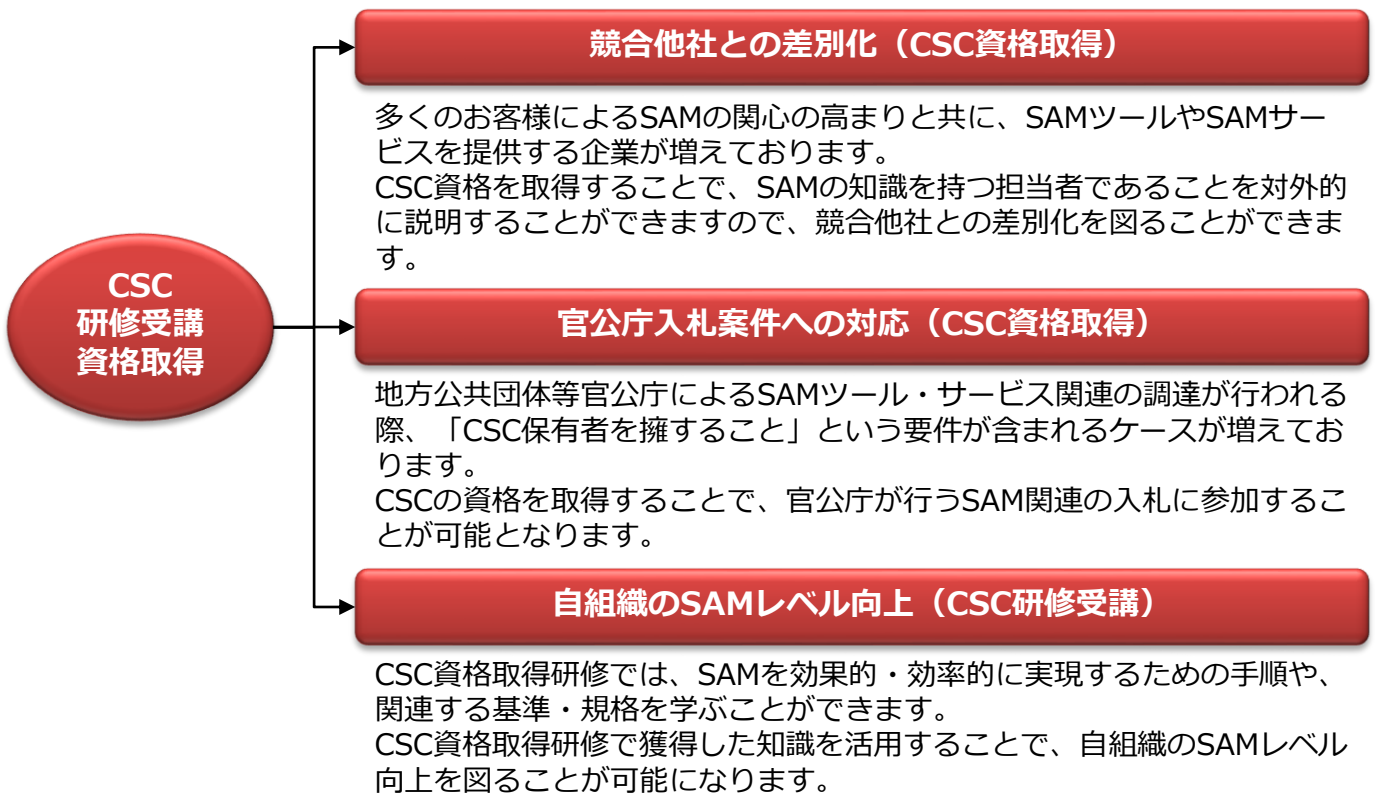 競合他社との差別化（CSC資格取得）
多くのお客様によるSAMの関心の高まりと共に、SAMツールやSAMサー
ビスを提供する企業が増えております。
CSC資格を取得することで、SAMの知識を持つ担当者であることを対外的
に説明することができますので、競合他社との差別化を図ることができま
す。
CSC
研修受講
資格取得
官公庁入札案件への対応（CSC資格取得）
地方公共団体等官公庁によるSAMツール・サービス関連の調達が行われる
際、「CSC保有者を擁すること」という要件が含まれるケースが増えてお
ります。
CSCの資格を取得することで、官公庁が行うSAM関連の入札に参加するこ
とが可能となります。
自組織のSAMレベル向上（CSC研修受講）
CSC資格取得研修では、SAMを効果的・効率的に実現するための手順や、
関連する基準・規格を学ぶことができます。
CSC資格取得研修で獲得した知識を活用することで、自組織のSAMレベル
向上を図ることが可能になります。